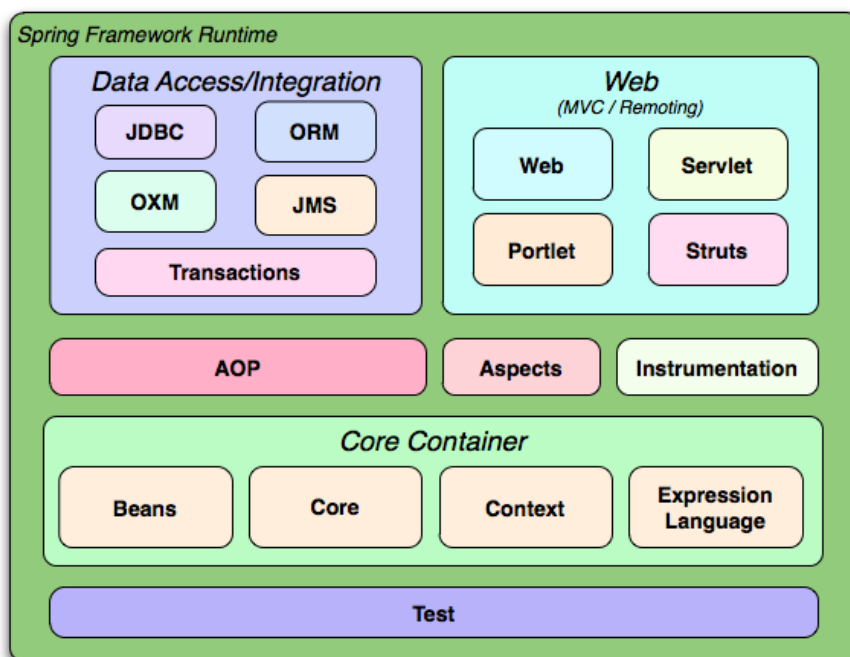 Spring Framework Runtime
Data Access/Integration
JDBC
ORM
OXM
JMS
Transactions
Web
(MVC / Remoting)
Web
Servlet
Portlet
Struts
AOP
Aspects
Instrumentation
Core Container
Beans
Core
Context
Expression
Language
Test